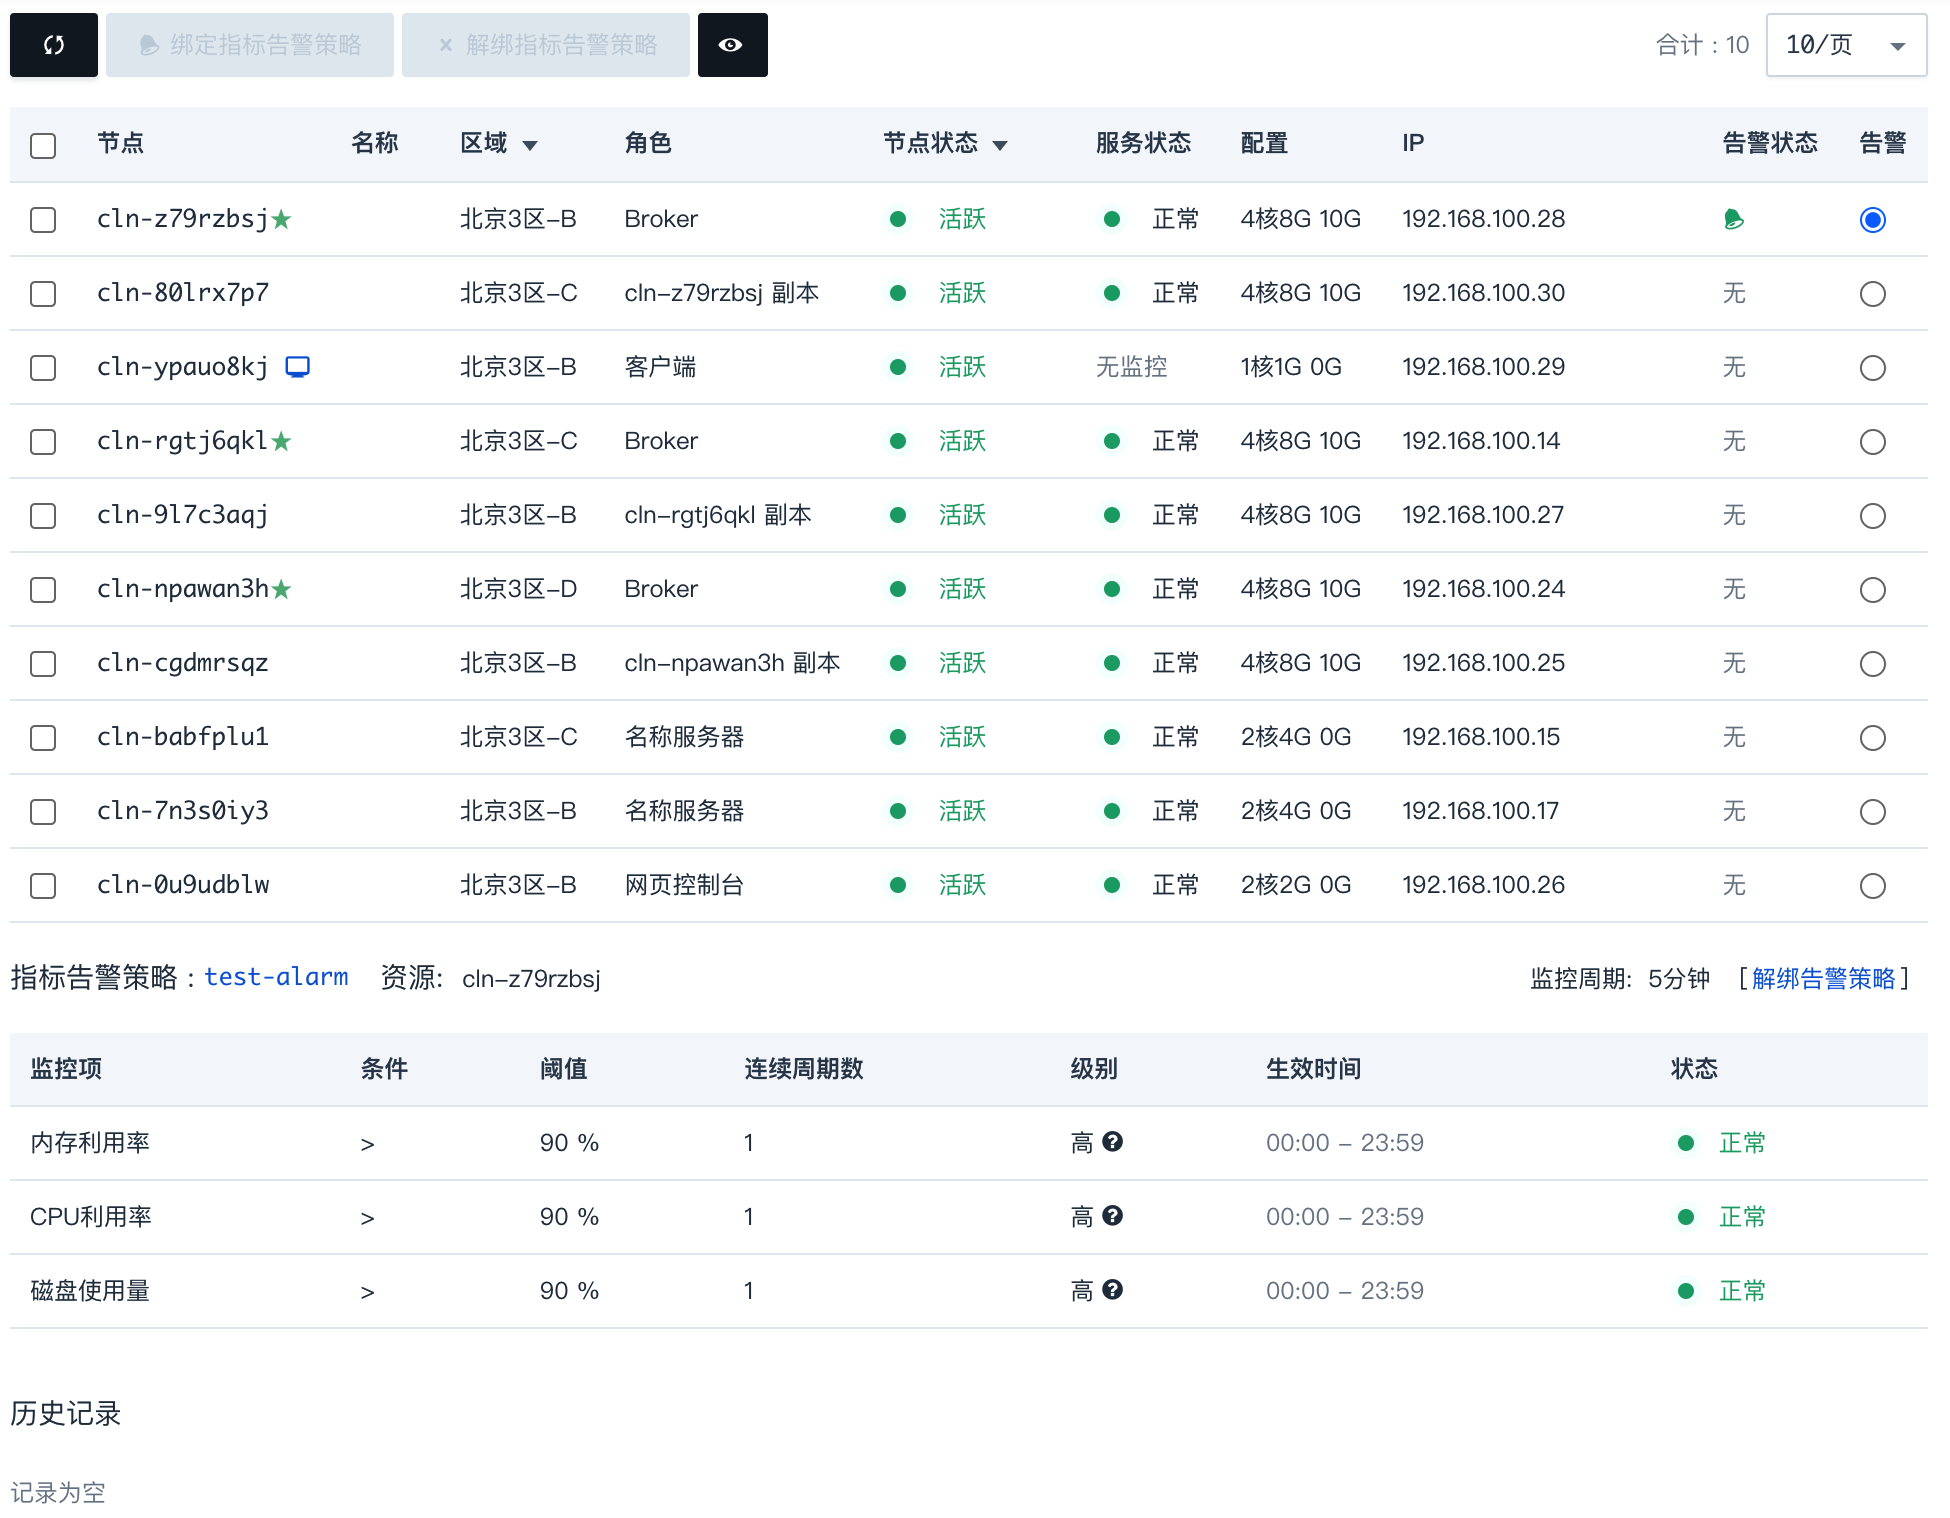 绑定指标告警策略 × 解绑指标告警策略 合计：10 10/页
节点 名称 区域 角色 节点状态 服务状态 配置 IP 告警状态 告警
cln-z79rzbsj★ 北京3区-B Broker 活跃 正常 4核8G 10G 192.168.100.28
cln-80lrx7p7 北京3区-C cln-z79rzbsj 副本 活跃 正常 4核8G 10G 192.168.100.30 无
cln-ypauo8kj 北京3区-B 客户端 活跃 无监控 1核1G 0G 192.168.100.29 无
cln-rgtj6qkl★ 北京3区-C Broker 活跃 正常 4核8G 10G 192.168.100.14 无
cln-9l7c3aqj 北京3区-B cln-rgtj6qkl 副本 活跃 正常 4核8G 10G 192.168.100.27 无
cln-npawan3h★ 北京3区-D Broker 活跃 正常 4核8G 10G 192.168.100.24 无
cln-cgdmrsqz 北京3区-B cln-npawan3h 副本 活跃 正常 4核8G 10G 192.168.100.25 无
cln-babfplu1 北京3区-C 名称服务器 活跃 正常 2核4G 0G 192.168.100.15 无
cln-7n3s0iy3 北京3区-B 名称服务器 活跃 正常 2核4G 0G 192.168.100.17 无
cln-0u9udblw 北京3区-B 网页控制台 活跃 正常 2核2G 0G 192.168.100.26 无
指标告警策略：test-alarm 资源: cln-z79rzbsj 监控周期: 5分钟 [解绑告警策略]
监控项 条件 阈值 连续周期数 级别 生效时间 状态
内存利用率 > 90 % 1 高 ? 00:00 - 23:59 正常
CPU利用率 > 90 % 1 高 ? 00:00 - 23:59 正常
磁盘使用量 > 90 % 1 高 ? 00:00 - 23:59 正常
历史记录
记录为空